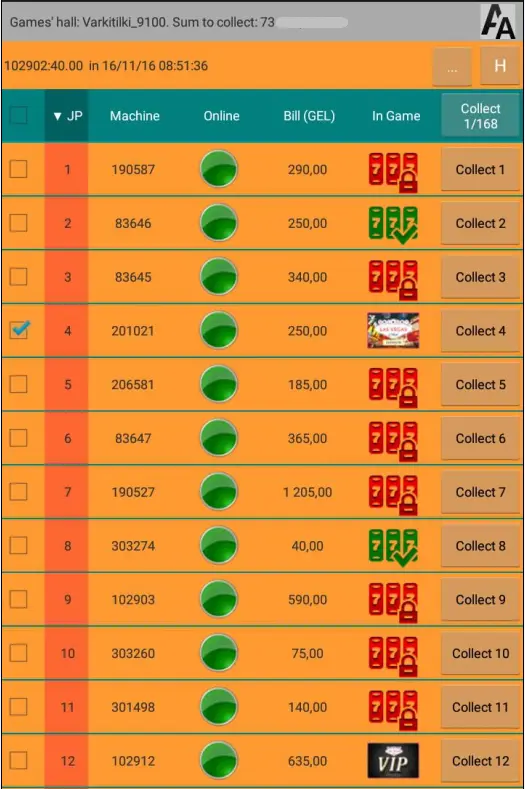 Games' hall: Varkitilki_9100. Sum to collect: 73
AA
102902:40.00 in 16/11/16 08:51:36
...
H
▼ JP Machine Online Bill (GEL) In Game Collect
1/168
1 190587 290,00 777 Collect 1
2 83646 250,00 777 Collect 2
3 83645 340,00 777 Collect 3
4 201021 250,00 LAS VEGAS Collect 4
5 206581 185,00 777 Collect 5
6 83647 365,00 777 Collect 6
7 190527 1 205,00 777 Collect 7
8 303274 40,00 777 Collect 8
9 102903 590,00 777 Collect 9
10 303260 75,00 777 Collect 10
11 301498 140,00 777 Collect 11
12 102912 635,00 VIP Collect 12